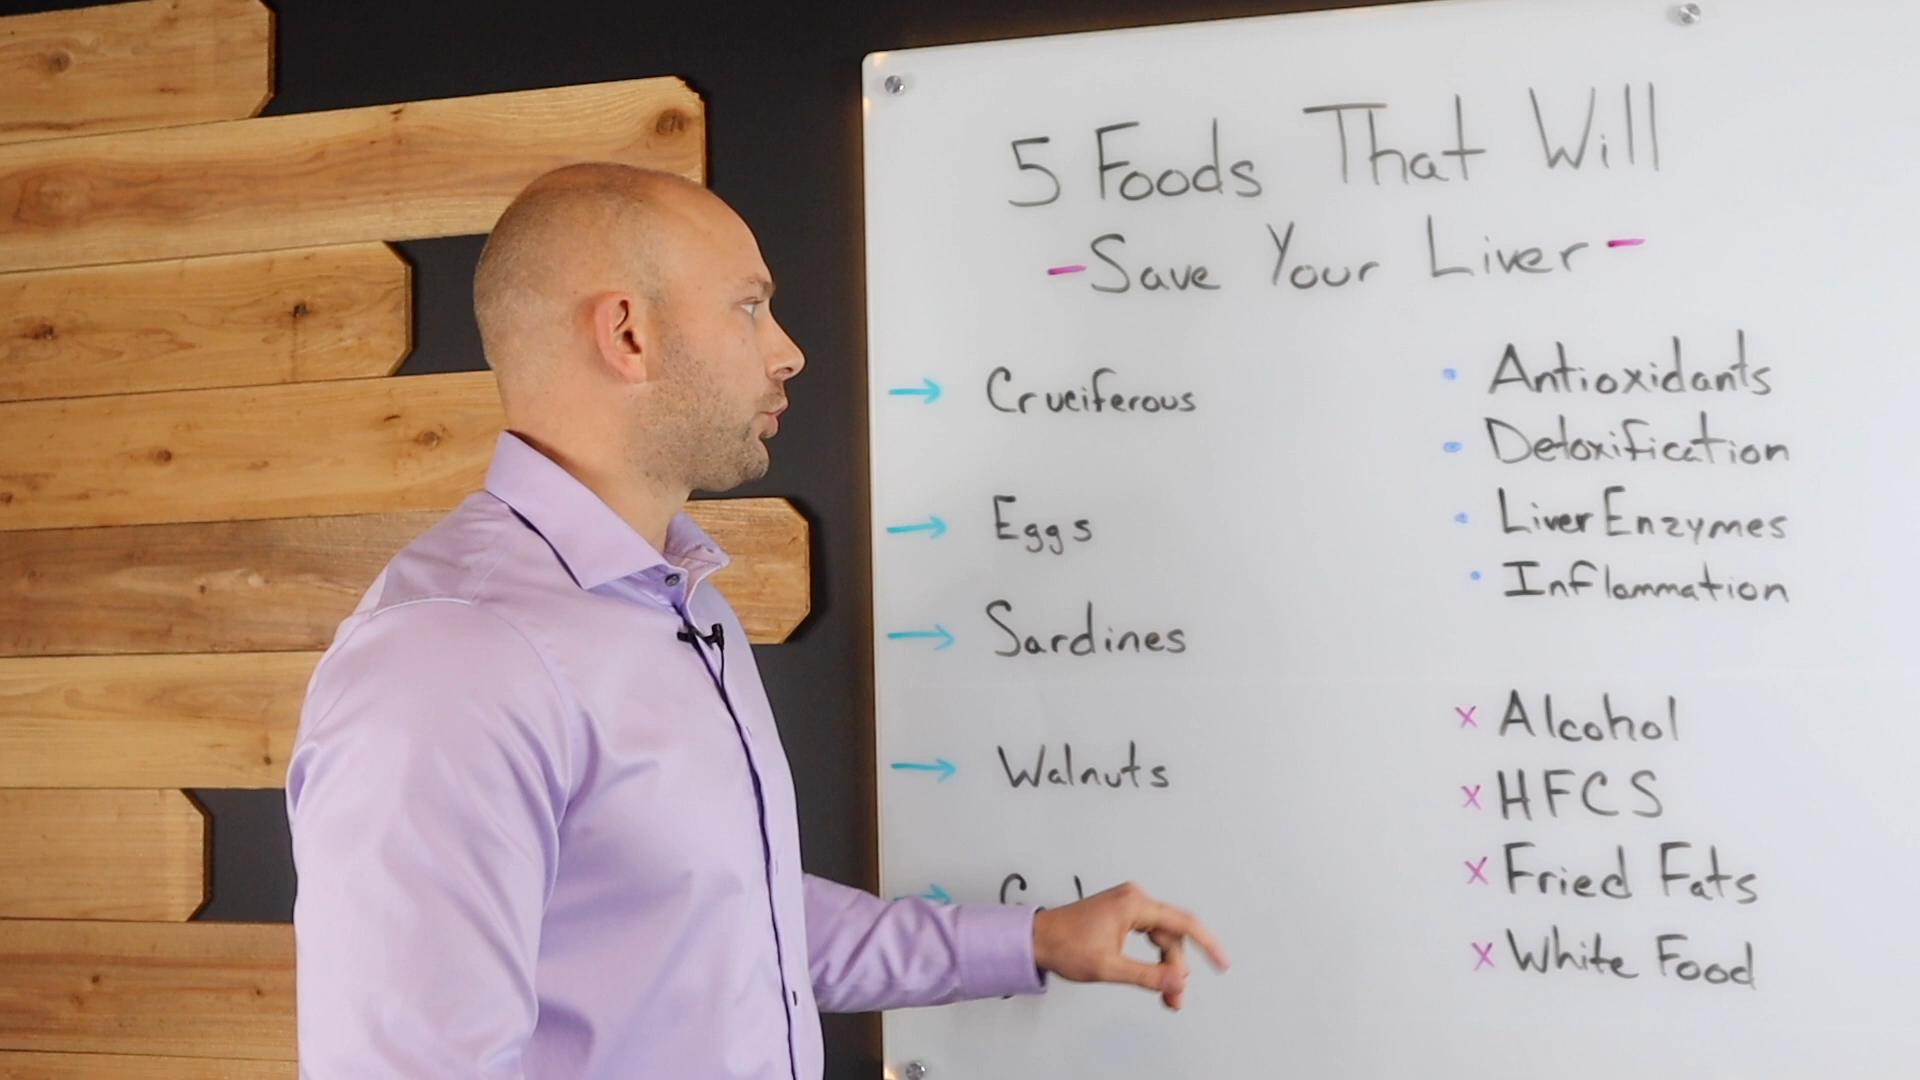 5 Foods That Will
- Save Your Liver -
→ Cruciferous
→ Eggs
→ Sardines
→ Walnuts
• Antioxidants
• Detoxification
• Liver Enzymes
• Inflammation
x Alcohol
x HFCS
x Fried Fats
x White Food